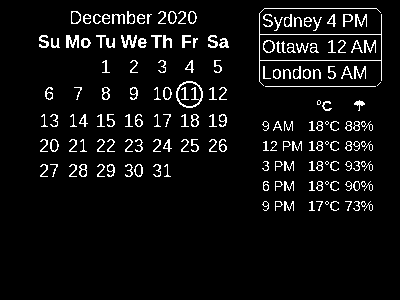 December 2020
Su Mo Tu We Th Fr Sa
1 2 3 4 5
6 7 8 9 10 11 12
13 14 15 16 17 18 19
20 21 22 23 24 25 26
27 28 29 30 31
Sydney 4 PM
Ottawa 12 AM
London 5 AM
°C ☂
9 AM 18°C 88%
12 PM 18°C 89%
3 PM 18°C 93%
6 PM 18°C 90%
9 PM 17°C 73%